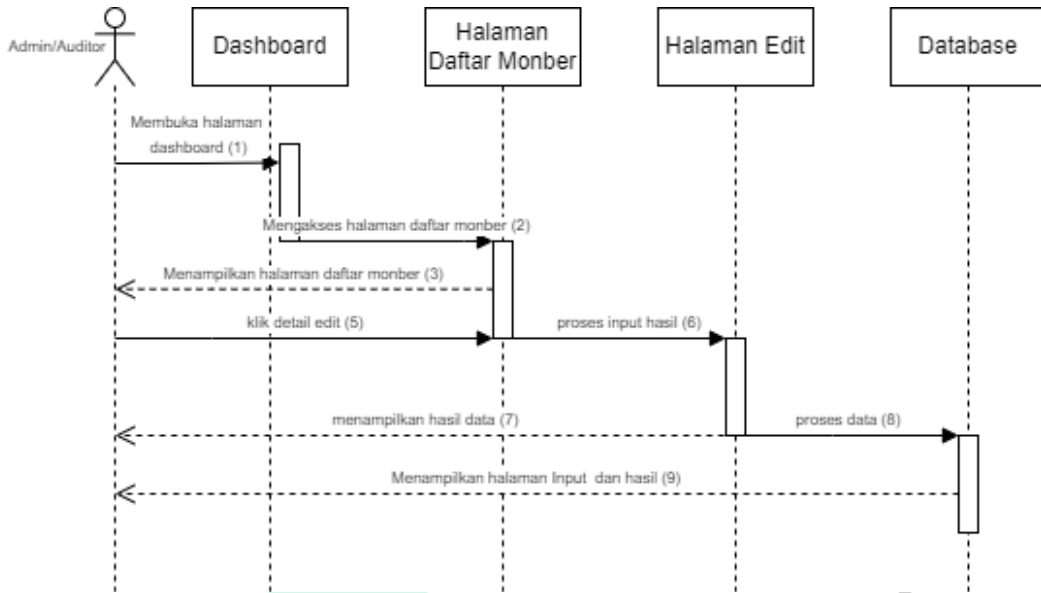 Admin/Auditor
Dashboard
Halaman
Daftar Monber
Halaman Edit
Database
Membuka halaman
dashboard (1)
Mengakses halaman daftar monber (2)
Menampilkan halaman daftar monber (3)
klik detail edit (5)
proses input hasil (6)
menampilkan hasil data (7)
proses data (8)
Menampilkan halaman Input dan hasil (9)